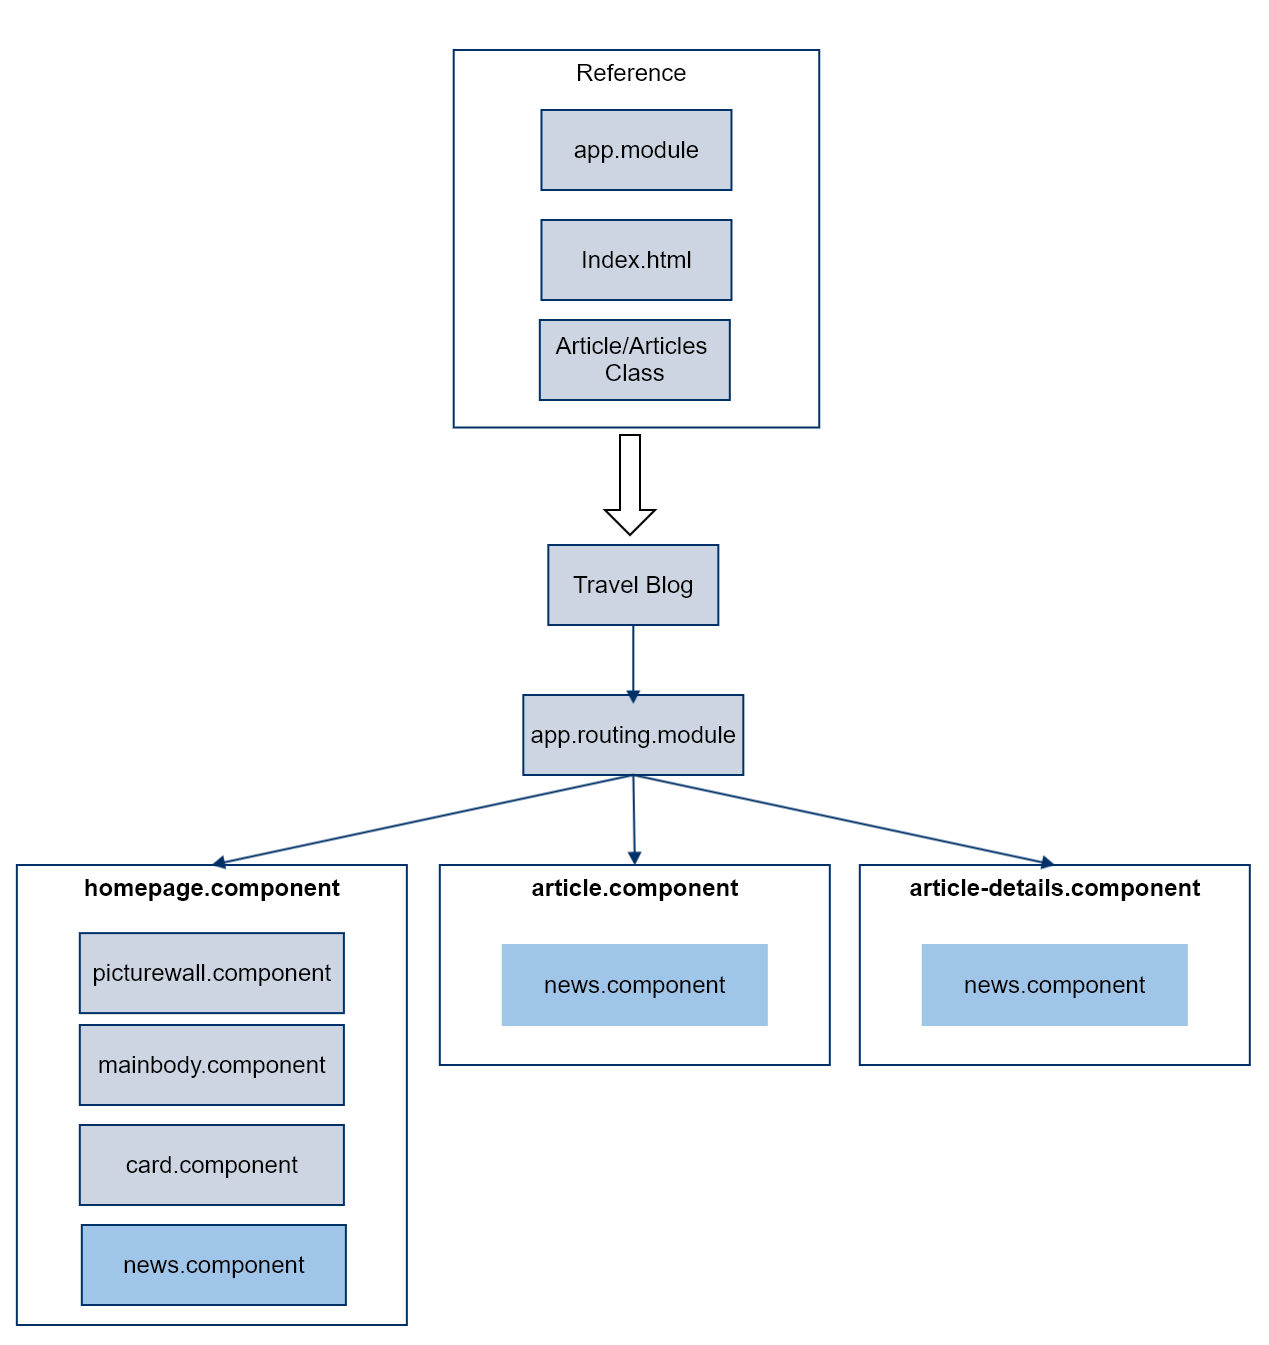 Reference
app.module
Index.html
Article/Articles
Class
Travel Blog
app.routing.module
homepage.component
picturewall.component
mainbody.component
card.component
news.component
article.component
news.component
article-details.component
news.component